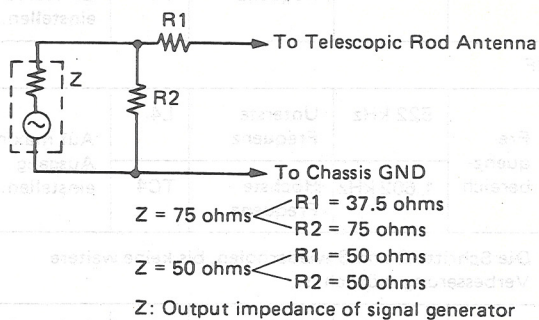 R1
To Telescopic Rod Antenna
Z
R2
To Chassis GND
Z = 75 ohms
R1 = 37.5 ohms
R2 = 75 ohms
Z = 50 ohms
R1 = 50 ohms
R2 = 50 ohms
Z: Output impedance of signal generator